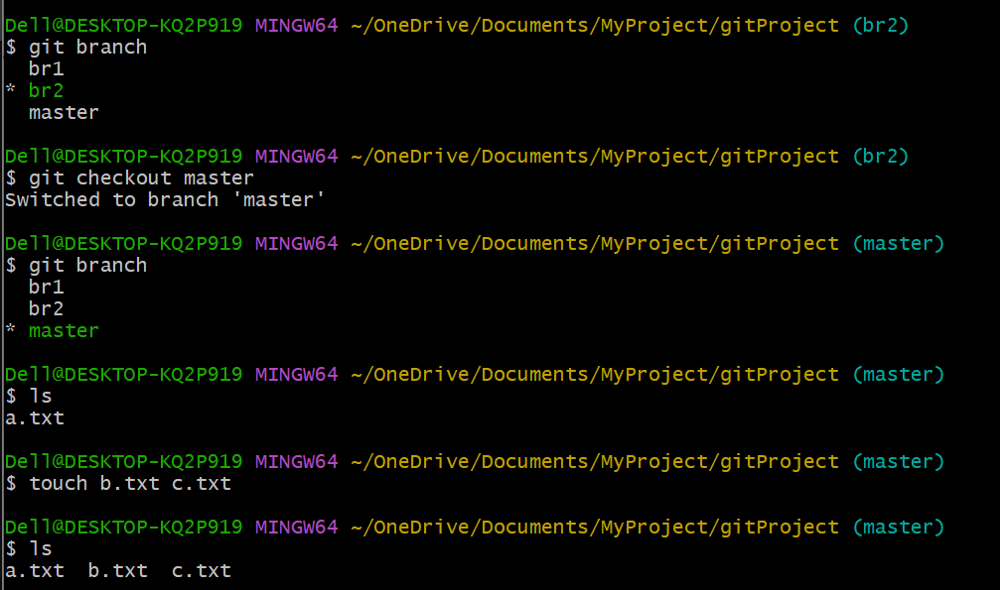 Dell@DESKTOP-KQ2P919 MINGW64 ~/OneDrive/Documents/MyProject/gitProject (br2)
$ git branch
  br1
* br2
  master

Dell@DESKTOP-KQ2P919 MINGW64 ~/OneDrive/Documents/MyProject/gitProject (br2)
$ git checkout master
Switched to branch 'master'

Dell@DESKTOP-KQ2P919 MINGW64 ~/OneDrive/Documents/MyProject/gitProject (master)
$ git branch
  br1
  br2
* master

Dell@DESKTOP-KQ2P919 MINGW64 ~/OneDrive/Documents/MyProject/gitProject (master)
$ ls
a.txt

Dell@DESKTOP-KQ2P919 MINGW64 ~/OneDrive/Documents/MyProject/gitProject (master)
$ touch b.txt c.txt

Dell@DESKTOP-KQ2P919 MINGW64 ~/OneDrive/Documents/MyProject/gitProject (master)
$ ls
a.txt  b.txt  c.txt